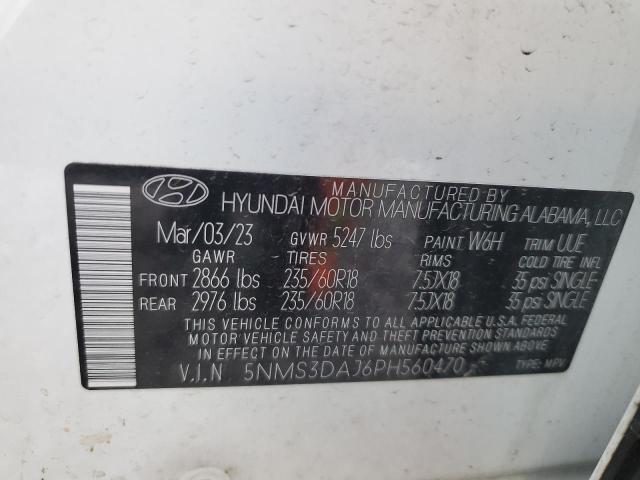 MANUFACTURED BY
HYUNDAI MOTOR MANUFACTURING ALABAMA, LLC
Mar/03/23 GVWR 5247 lbs PAINT W6H TRIM UUE
GAWR TIRES RIMS COLD TIRE INFL
FRONT 2866 lbs 235/60R18 7.5JX18 35 psi SINGLE
REAR 2976 lbs 235/60R18 7.5JX18 35 psi SINGLE
THIS VEHICLE CONFORMS TO ALL APPLICABLE U.S.A. FEDERAL
MOTOR VEHICLE SAFETY AND THEFT PREVENTION STANDARDS
IN EFFECT ON THE DATE OF MANUFACTURE SHOWN ABOVE.
V.I.N 5NMS3DAJ6PH560470 TYPE: MPV